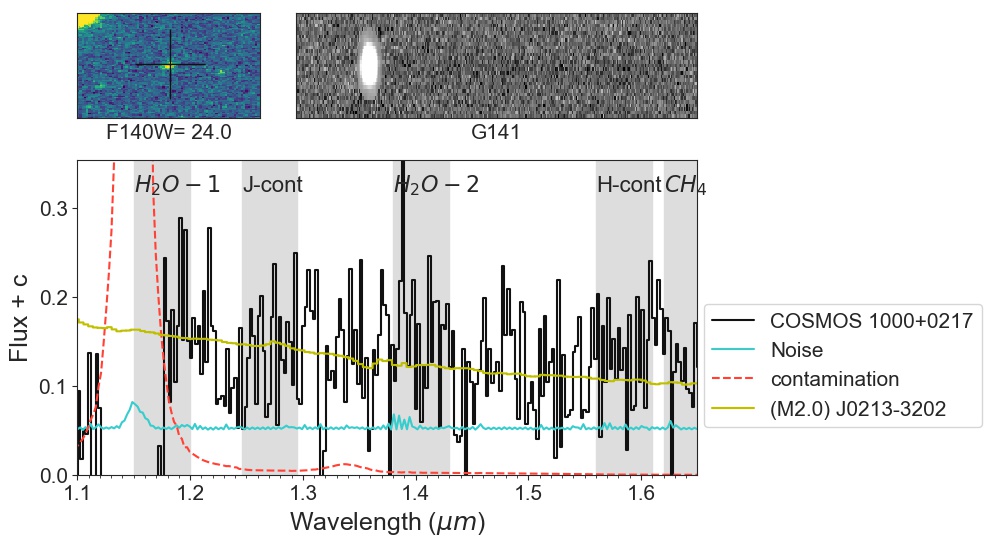 F140W= 24.0
G141
H₂O − 1
J-cont
H₂O − 2
H-cont
CH₄
0.3
0.2
0.1
0.0
Flux + c
1.1
1.2
1.3
1.4
1.5
1.6
Wavelength (μm)
COSMOS 1000+0217
Noise
contamination
(M2.0) J0213-3202